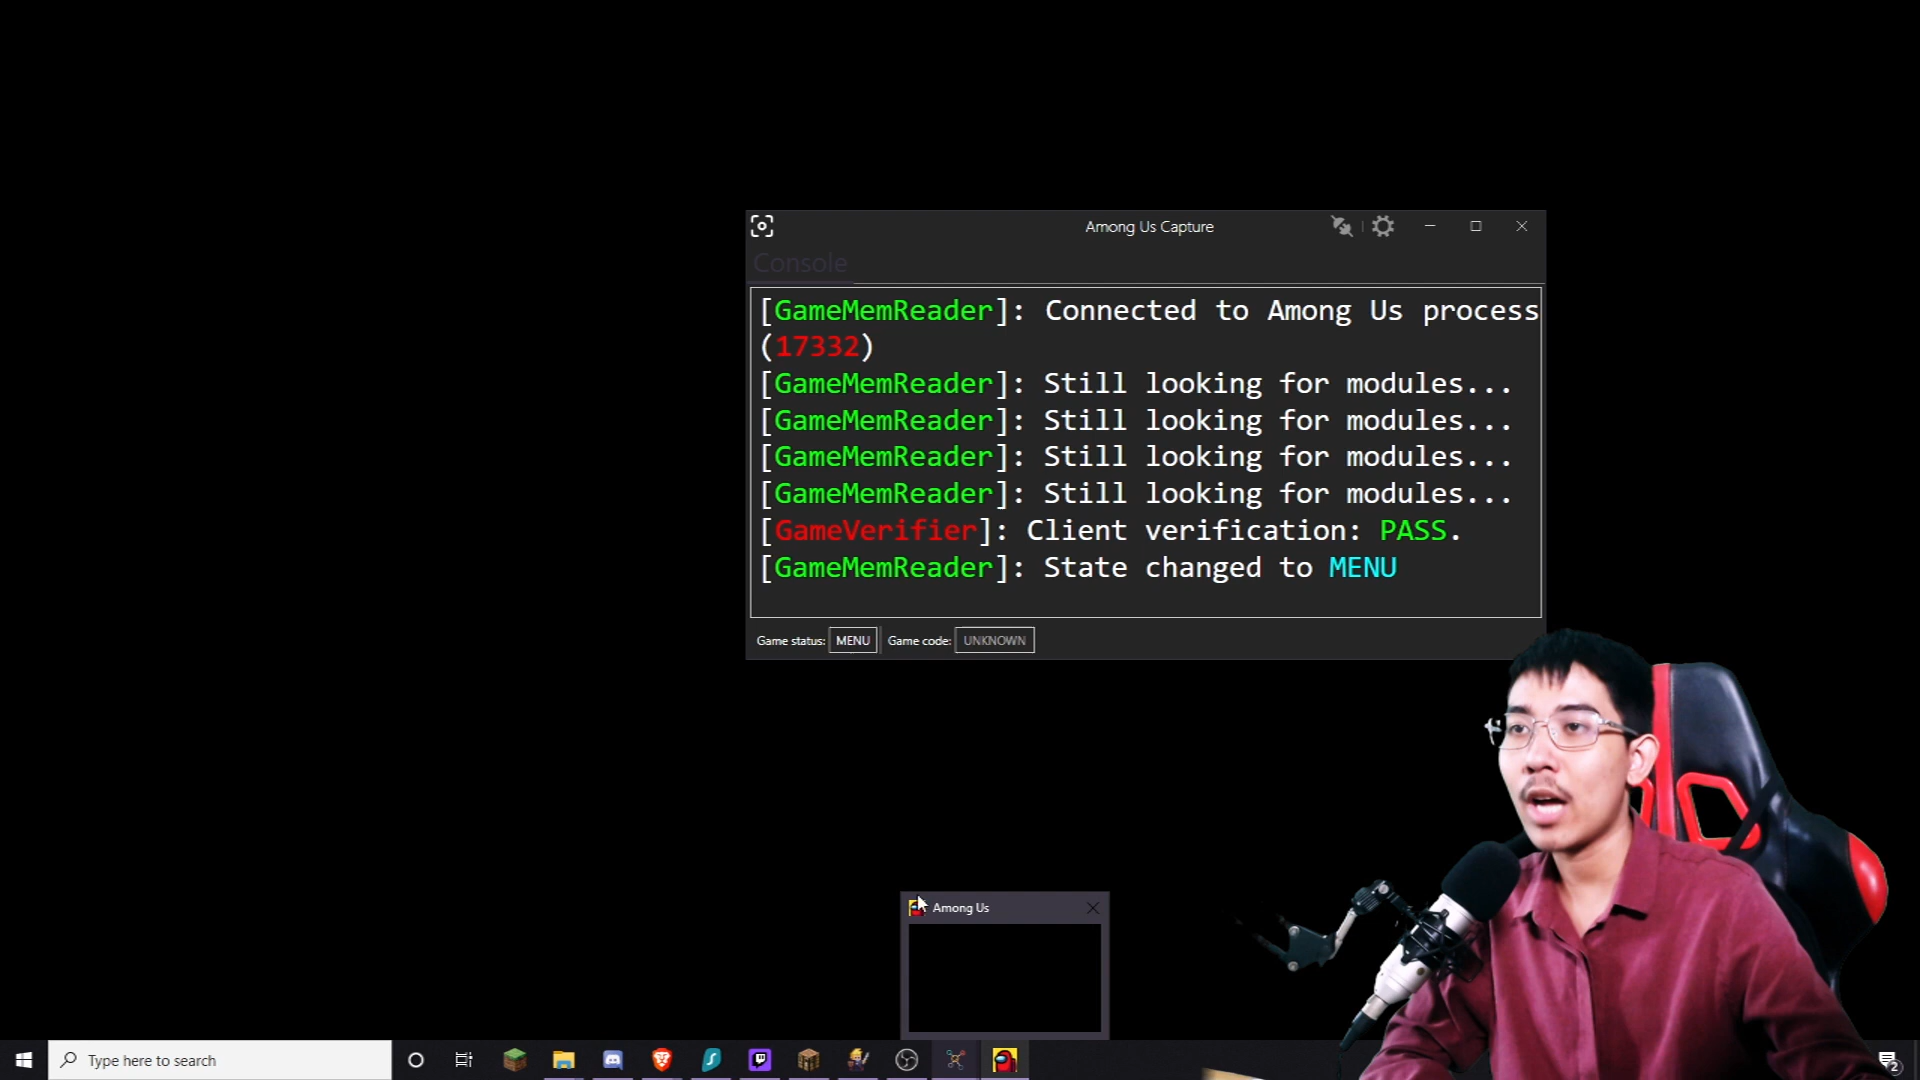 Among Us Capture
Console
[GameMemReader]: Connected to Among Us process
(17332)
[GameMemReader]: Still looking for modules...
[GameMemReader]: Still looking for modules...
[GameMemReader]: Still looking for modules...
[GameMemReader]: Still looking for modules...
[GameVerifier]: Client verification: PASS.
[GameMemReader]: State changed to MENU
Game status: MENU Game code: UNKNOWN
Among Us
Type here to search
2